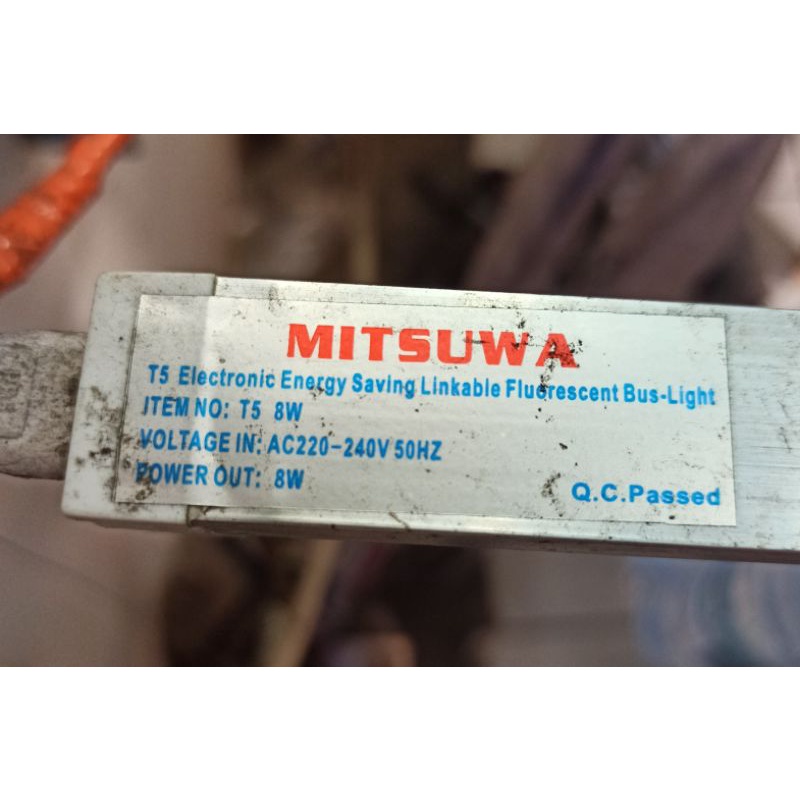 MITSUWA
T5 Electronic Energy Saving Linkable Fluorescent Bus-Light
ITEM NO: T5 8W
VOLTAGE IN: AC220-240V 50HZ
POWER OUT: 8W
Q.C.Passed